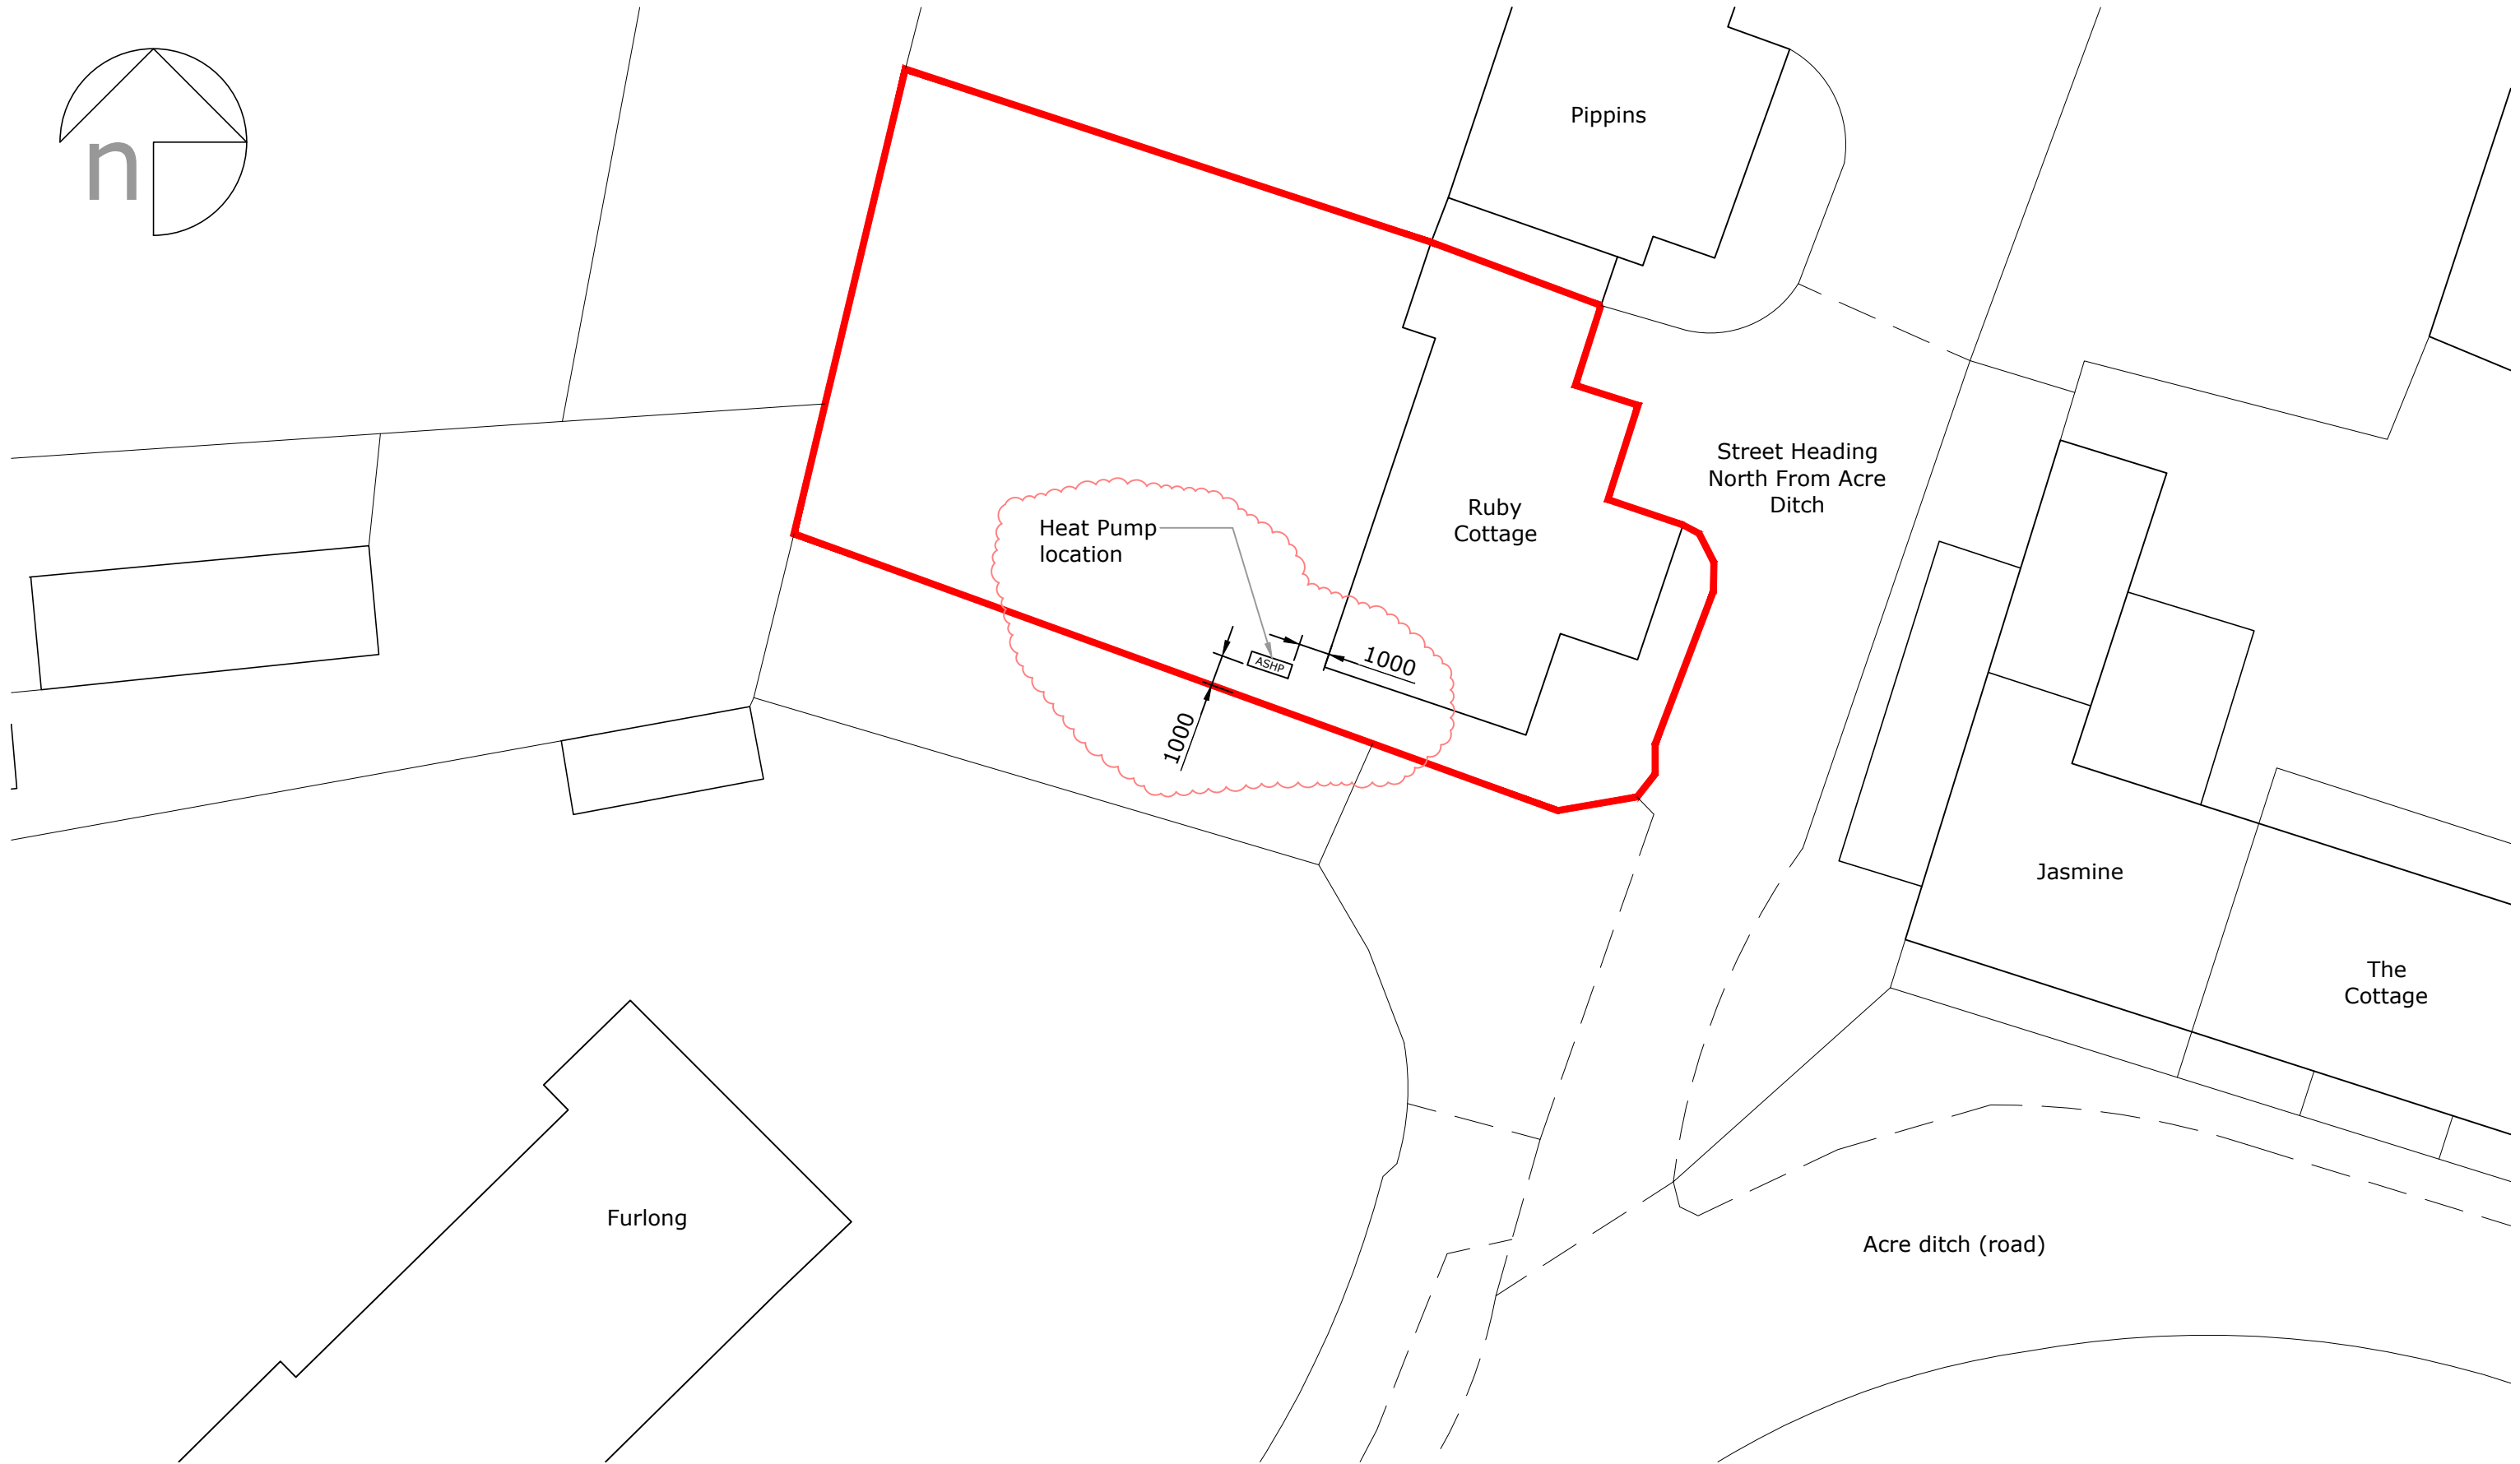 n
Pippins
Street Heading
North From Acre
Ditch
Ruby
Cottage
Heat Pump
location
ASHP
1000
1000
Jasmine
The
Cottage
Furlong
Acre ditch (road)